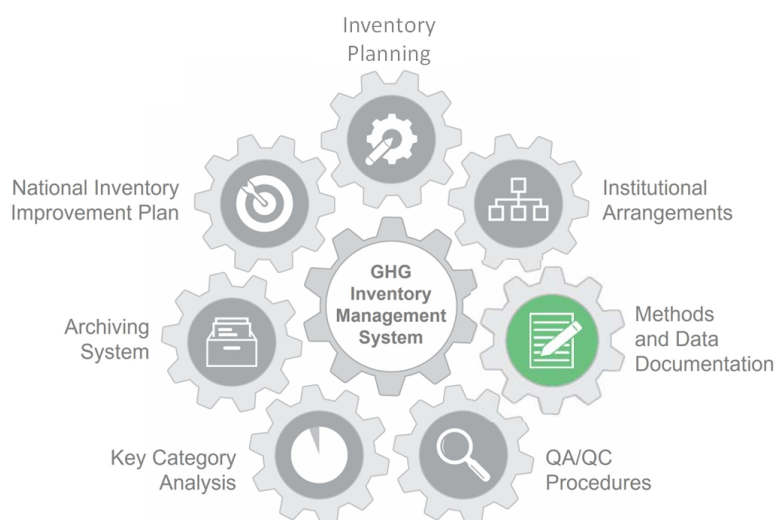 Inventory
Planning
National Inventory
Improvement Plan
Institutional
Arrangements
GHG
Inventory
Management
System
Archiving
System
Methods
and Data
Documentation
Key Category
Analysis
QA/QC
Procedures